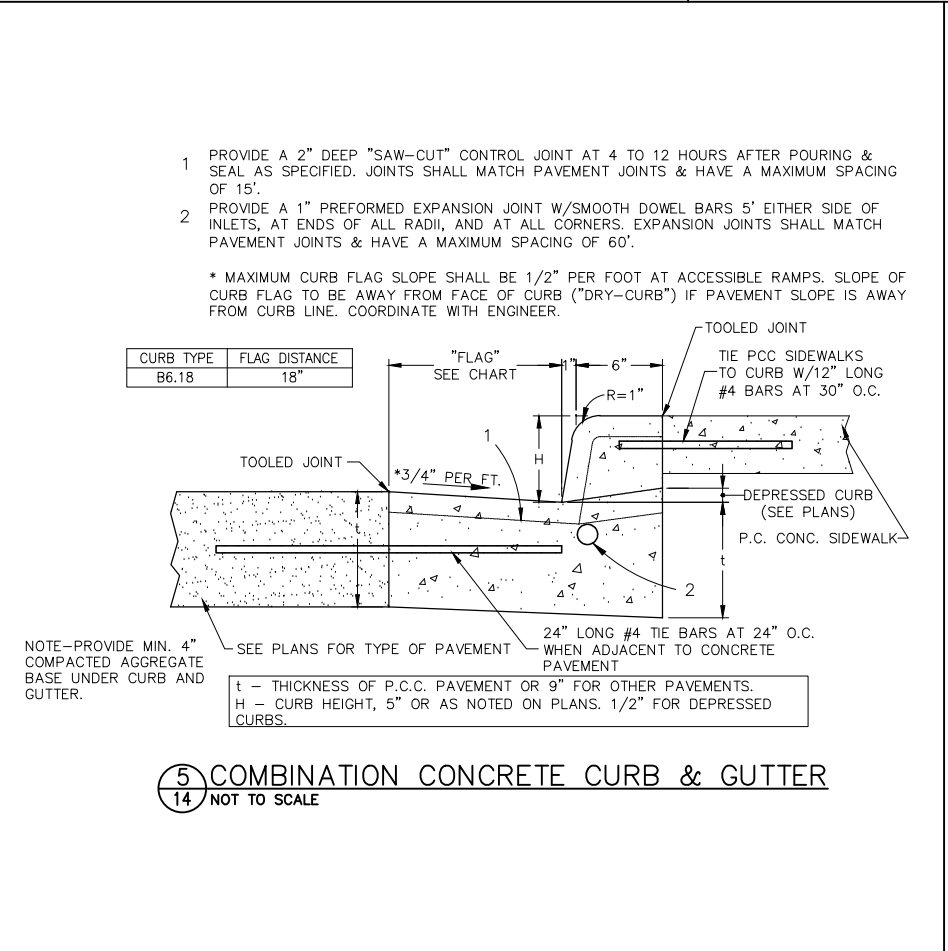 1 PROVIDE A 2" DEEP "SAW-CUT" CONTROL JOINT AT 4 TO 12 HOURS AFTER POURING &
SEAL AS SPECIFIED. JOINTS SHALL MATCH PAVEMENT JOINTS & HAVE A MAXIMUM SPACING
OF 15'.
2 PROVIDE A 1" PREFORMED EXPANSION JOINT W/SMOOTH DOWEL BARS 5' EITHER SIDE OF
INLETS, AT ENDS OF ALL RADII, AND AT ALL CORNERS. EXPANSION JOINTS SHALL MATCH
PAVEMENT JOINTS & HAVE A MAXIMUM SPACING OF 60'.
* MAXIMUM CURB FLAG SLOPE SHALL BE 1/2" PER FOOT AT ACCESSIBLE RAMPS. SLOPE OF
CURB FLAG TO BE AWAY FROM FACE OF CURB ("DRY-CURB") IF PAVEMENT SLOPE IS AWAY
FROM CURB LINE. COORDINATE WITH ENGINEER.
CURB TYPE FLAG DISTANCE
B6.18 18"
"FLAG"
SEE CHART
1"
6"
R=1"
TOOLED JOINT
TIE PCC SIDEWALKS
TO CURB W/12" LONG
#4 BARS AT 30" O.C.
1
H
TOOLED JOINT
*3/4" PER FT.
t
DEPRESSED CURB
(SEE PLANS)
P.C. CONC. SIDEWALK
t
2
NOTE-PROVIDE MIN. 4"
COMPACTED AGGREGATE
BASE UNDER CURB AND
GUTTER.
SEE PLANS FOR TYPE OF PAVEMENT
24" LONG #4 TIE BARS AT 24" O.C.
WHEN ADJACENT TO CONCRETE
PAVEMENT
t - THICKNESS OF P.C.C. PAVEMENT OR 9" FOR OTHER PAVEMENTS.
H - CURB HEIGHT, 5" OR AS NOTED ON PLANS. 1/2" FOR DEPRESSED
CURBS.
5 COMBINATION CONCRETE CURB & GUTTER
14 NOT TO SCALE